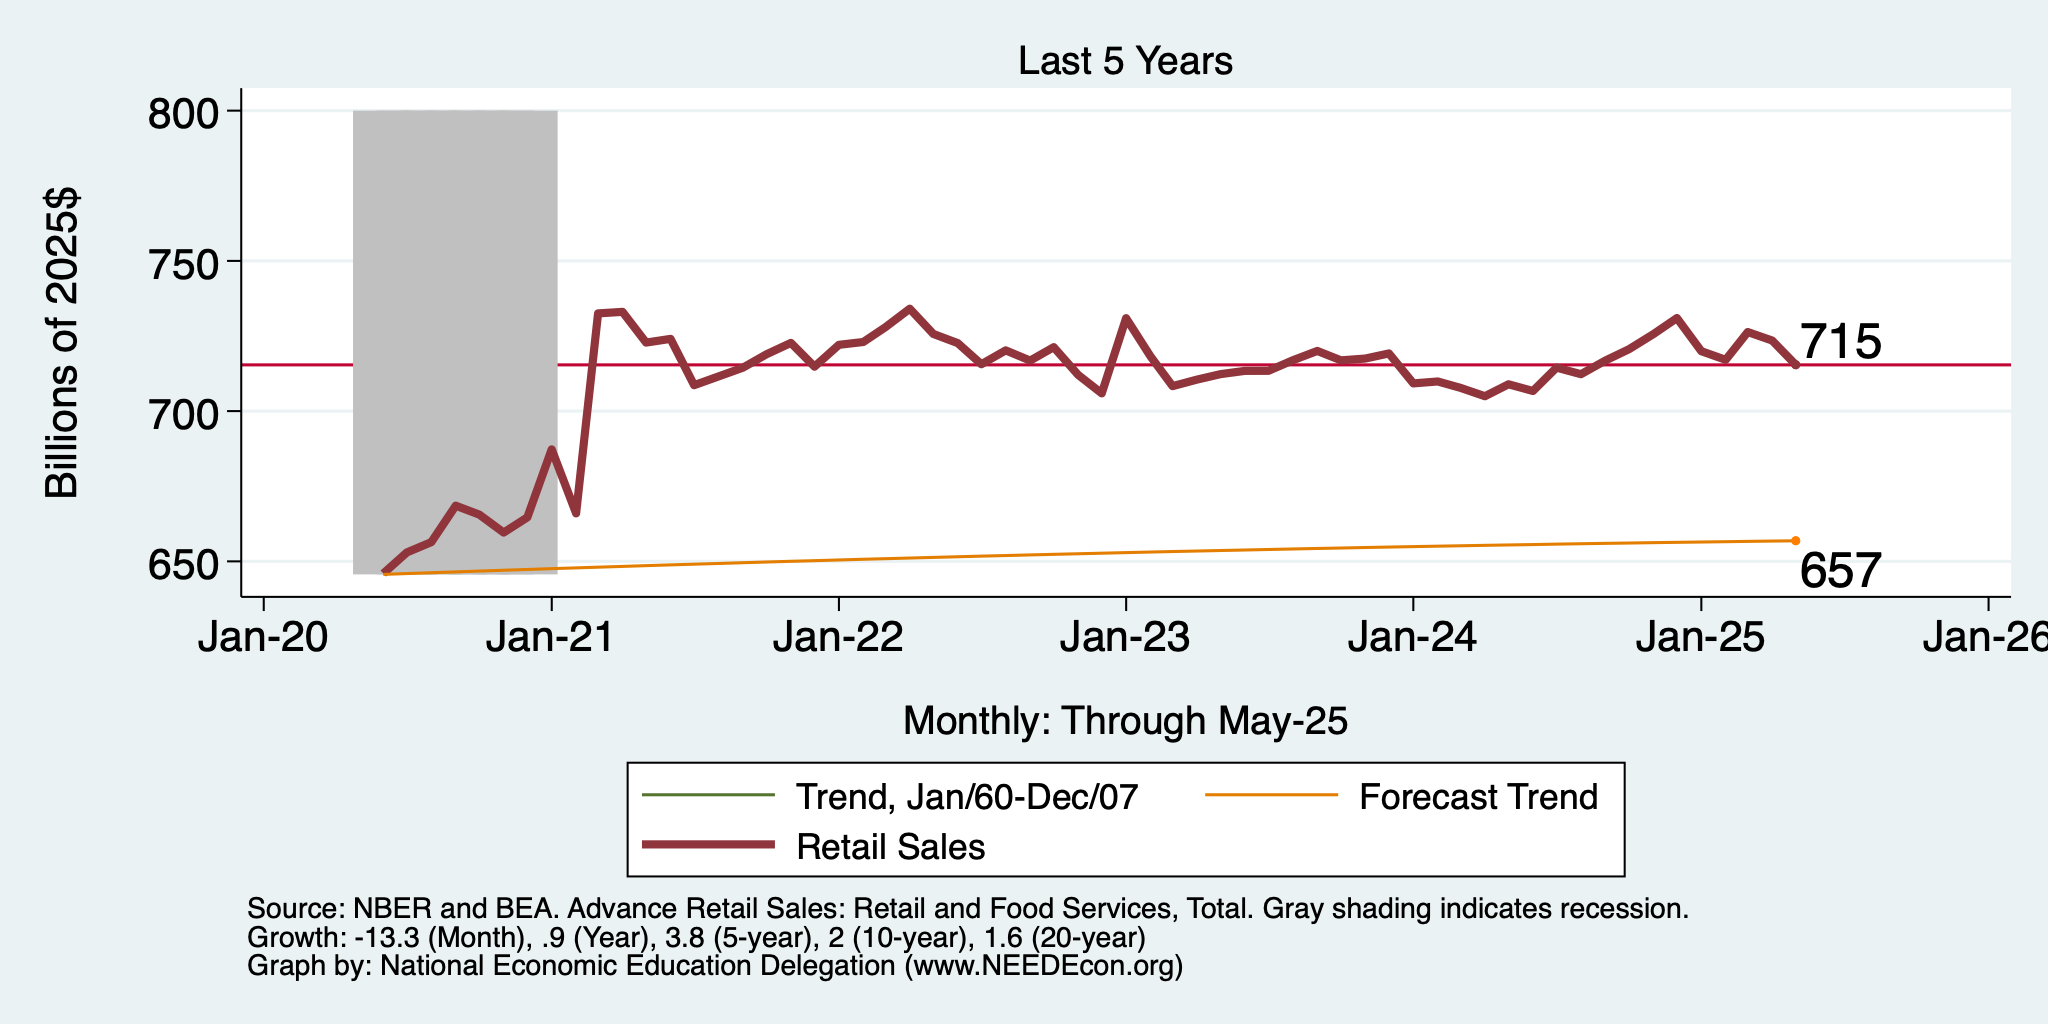 Last 5 Years
800
750
700
650
Billions of 2025$
715
657
Jan-20 Jan-21 Jan-22 Jan-23 Jan-24 Jan-25 Jan-26
Monthly: Through May-25
Trend, Jan/60-Dec/07 Forecast Trend
Retail Sales
Source: NBER and BEA. Advance Retail Sales: Retail and Food Services, Total. Gray shading indicates recession.
Growth: -13.3 (Month), .9 (Year), 3.8 (5-year), 2 (10-year), 1.6 (20-year)
Graph by: National Economic Education Delegation (www.NEEDEcon.org)